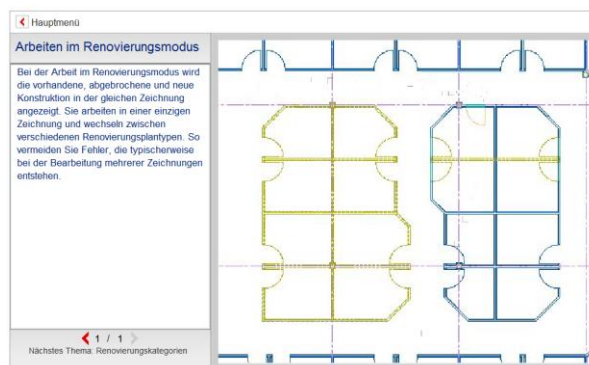 Hauptmenü
Arbeiten im Renovierungsmodus
Bei der Arbeit im Renovierungsmodus wird
die vorhandene, abgebrochene und neue
Konstruktion in der gleichen Zeichnung
angezeigt. Sie arbeiten in einer einzigen
Zeichnung und wechseln zwischen
verschiedenen Renovierungsplantypen. So
vermeiden Sie Fehler, die typischerweise
bei der Bearbeitung mehrerer Zeichnungen
entstehen.
1 / 1
Nächstes Thema: Renovierungskategorien